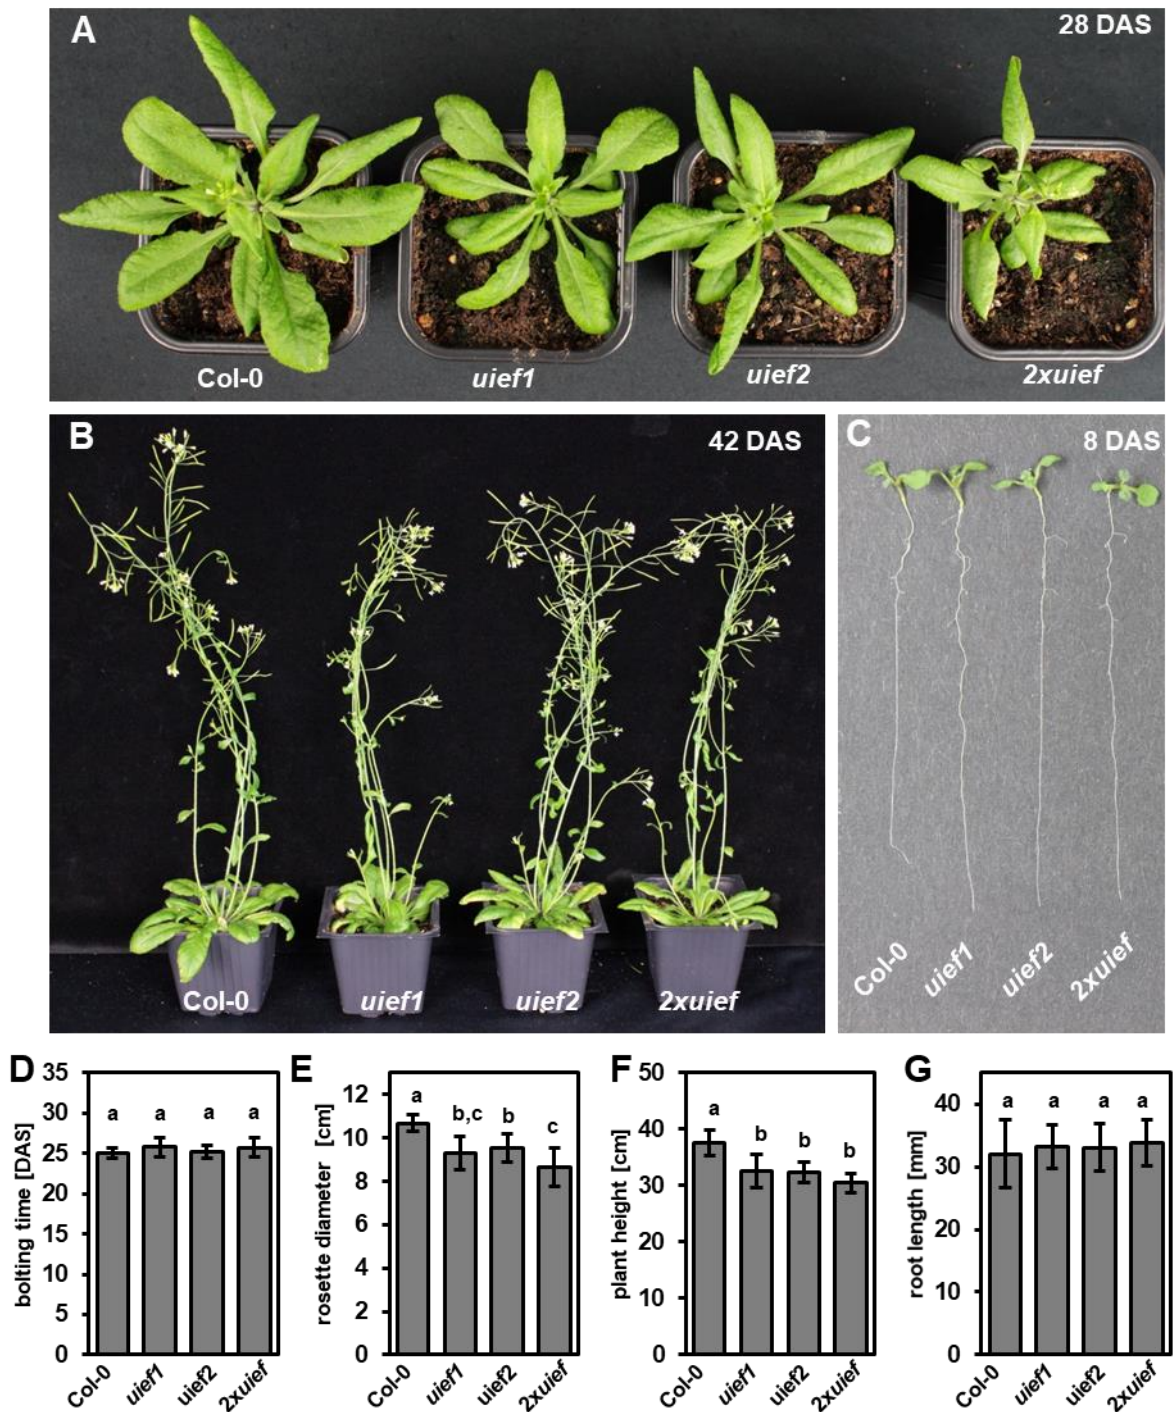 A
28 DAS
Col-0
uief1
uief2
2xuief
B
42 DAS
Col-0
uief1
uief2
2xuief
C
8 DAS
Col-0
uief1
uief2
2xuief
D
bolting time [DAS]
35
30
25
20
15
10
5
0
a a a a
Col-0
uief1
uief2
2xuief
E
rosette diameter [cm]
12
10
8
6
4
2
0
a b,c b c
Col-0
uief1
uief2
2xuief
F
plant height [cm]
50
40
30
20
10
0
a b b b
Col-0
uief1
uief2
2xuief
G
root length [mm]
40
30
20
10
0
a a a a
Col-0
uief1
uief2
2xuief